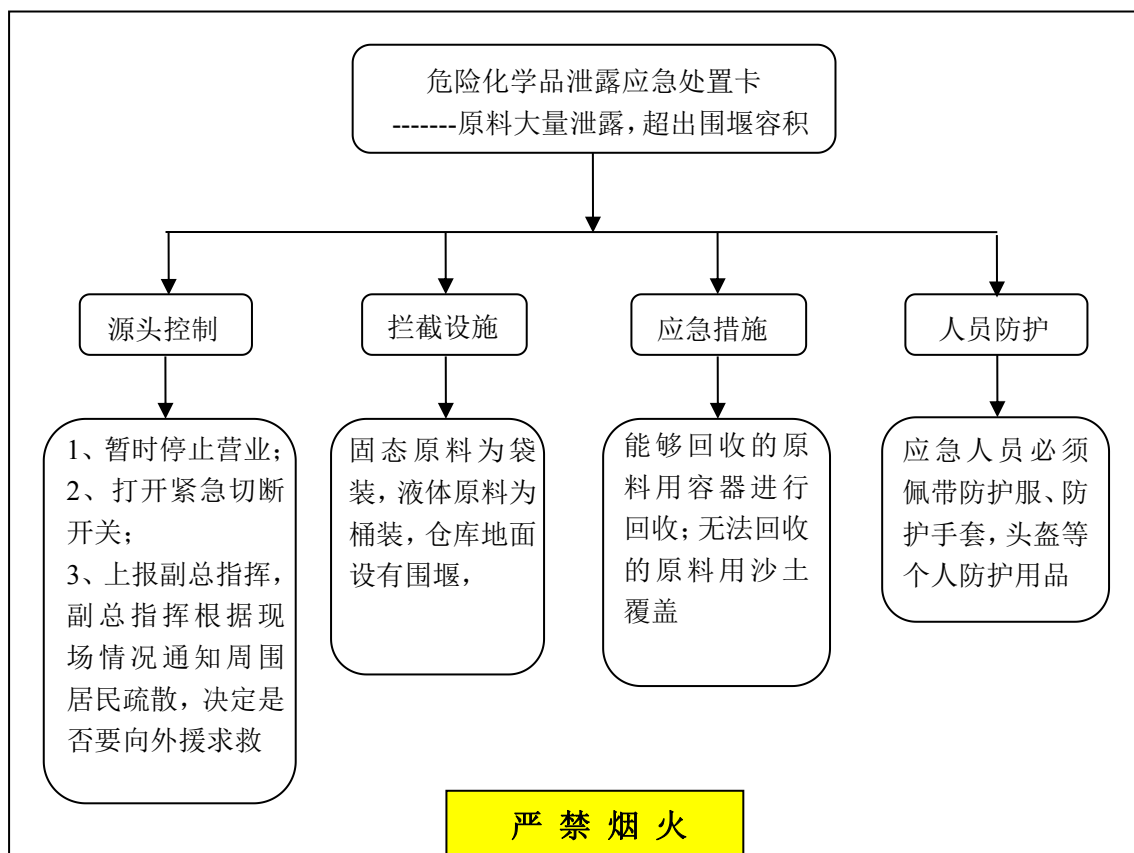 危险化学品泄露应急处置卡
-------原料大量泄露，超出围堰容积
源头控制
拦截设施
应急措施
人员防护
1、暂时停止营业；
2、打开紧急切断
开关；
3、上报副总指挥，
副总指挥根据现
场情况通知周围
居民疏散，决定是
否要向外援求救
固态原料为袋
装，液体原料为
桶装，仓库地面
设有围堰，
能够回收的原
料用容器进行
回收；无法回收
的原料用沙土
覆盖
应急人员必须
佩带防护服、防
护手套，头盔等
个人防护用品
严禁烟火